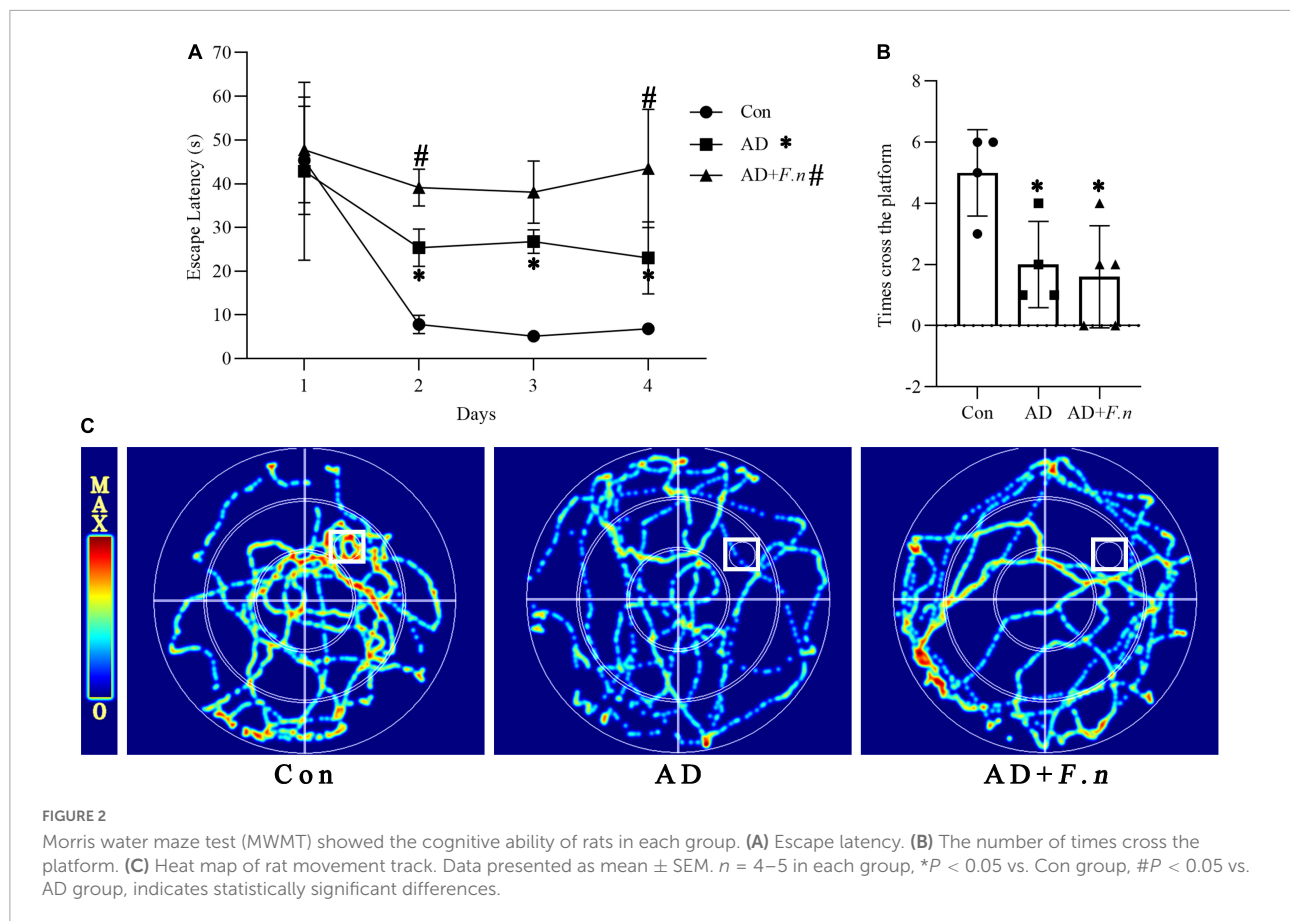 A
70
60
50
40
30
20
10
0
Escape Latency (s)
1 2 3 4
Days
# #
* * *
Con
AD *
AD+F.n #
B
8
6
4
2
0
-2
Times cross the platform
* *
Con AD AD+F.n
C
MAX
0
Con AD AD+F.n
FIGURE 2
Morris water maze test (MWMT) showed the cognitive ability of rats in each group. (A) Escape latency. (B) The number of times cross the
platform. (C) Heat map of rat movement track. Data presented as mean ± SEM. n = 4–5 in each group, *P < 0.05 vs. Con group, #P < 0.05 vs.
AD group, indicates statistically significant differences.